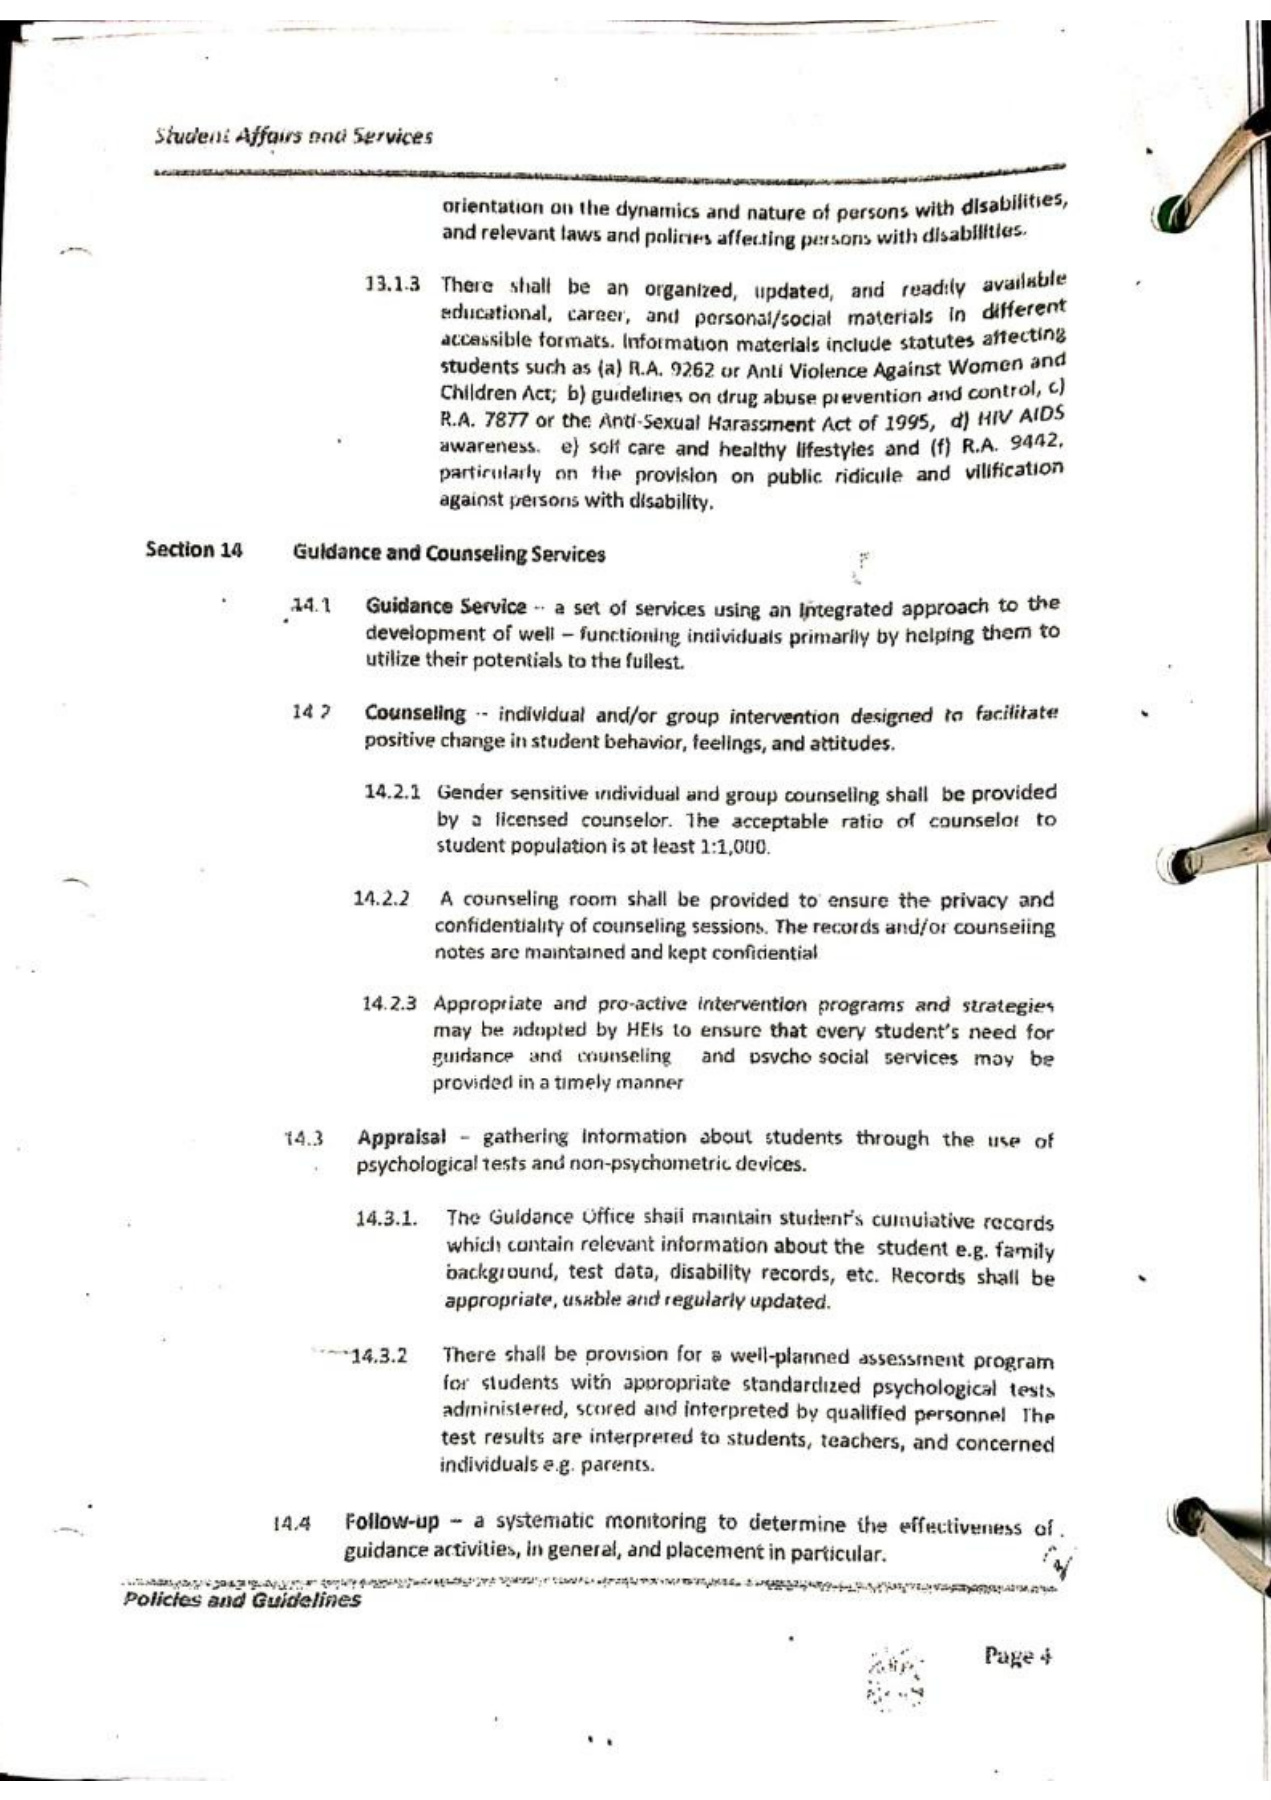 Student Affairs and Services
orientation on the dynamics and nature of persons with disabilities,
and relevant laws and policies affecting persons with disabilities.
13.1.3 There shall be an organized, updated, and readily available
educational, career, and personal/social materials in different
accessible formats. Information materials include statutes affecting
students such as (a) R.A. 9262 or Anti Violence Against Women and
Children Act; b) guidelines on drug abuse prevention and control, c)
R.A. 7877 or the Anti-Sexual Harassment Act of 1995, d) HIV AIDS
awareness. e) self care and healthy lifestyles and (f) R.A. 9442,
particularly on the provision on public ridicule and vilification
against persons with disability.
Section 14 Guidance and Counseling Services
14.1 Guidance Service -- a set of services using an integrated approach to the
development of well – functioning individuals primarily by helping them to
utilize their potentials to the fullest.
14.2 Counseling -- individual and/or group intervention designed to facilitate
positive change in student behavior, feelings, and attitudes.
14.2.1 Gender sensitive individual and group counseling shall be provided
by a licensed counselor. The acceptable ratio of counselor to
student population is at least 1:1,000.
14.2.2 A counseling room shall be provided to ensure the privacy and
confidentiality of counseling sessions. The records and/or counseling
notes are maintained and kept confidential
14.2.3 Appropriate and pro-active intervention programs and strategies
may be adopted by HEIs to ensure that every student's need for
guidance and counseling and psycho social services may be
provided in a timely manner
14.3 Appraisal – gathering information about students through the use of
psychological tests and non-psychometric devices.
14.3.1. The Guidance Office shall maintain student's cumulative records
which contain relevant information about the student e.g. family
background, test data, disability records, etc. Records shall be
appropriate, usable and regularly updated.
14.3.2 There shall be provision for a well-planned assessment program
for students with appropriate standardized psychological tests
administered, scored and interpreted by qualified personnel The
test results are interpreted to students, teachers, and concerned
individuals e.g. parents.
14.4 Follow-up – a systematic monitoring to determine the effectiveness of
guidance activities, in general, and placement in particular.
Policies and Guidelines
Page 4